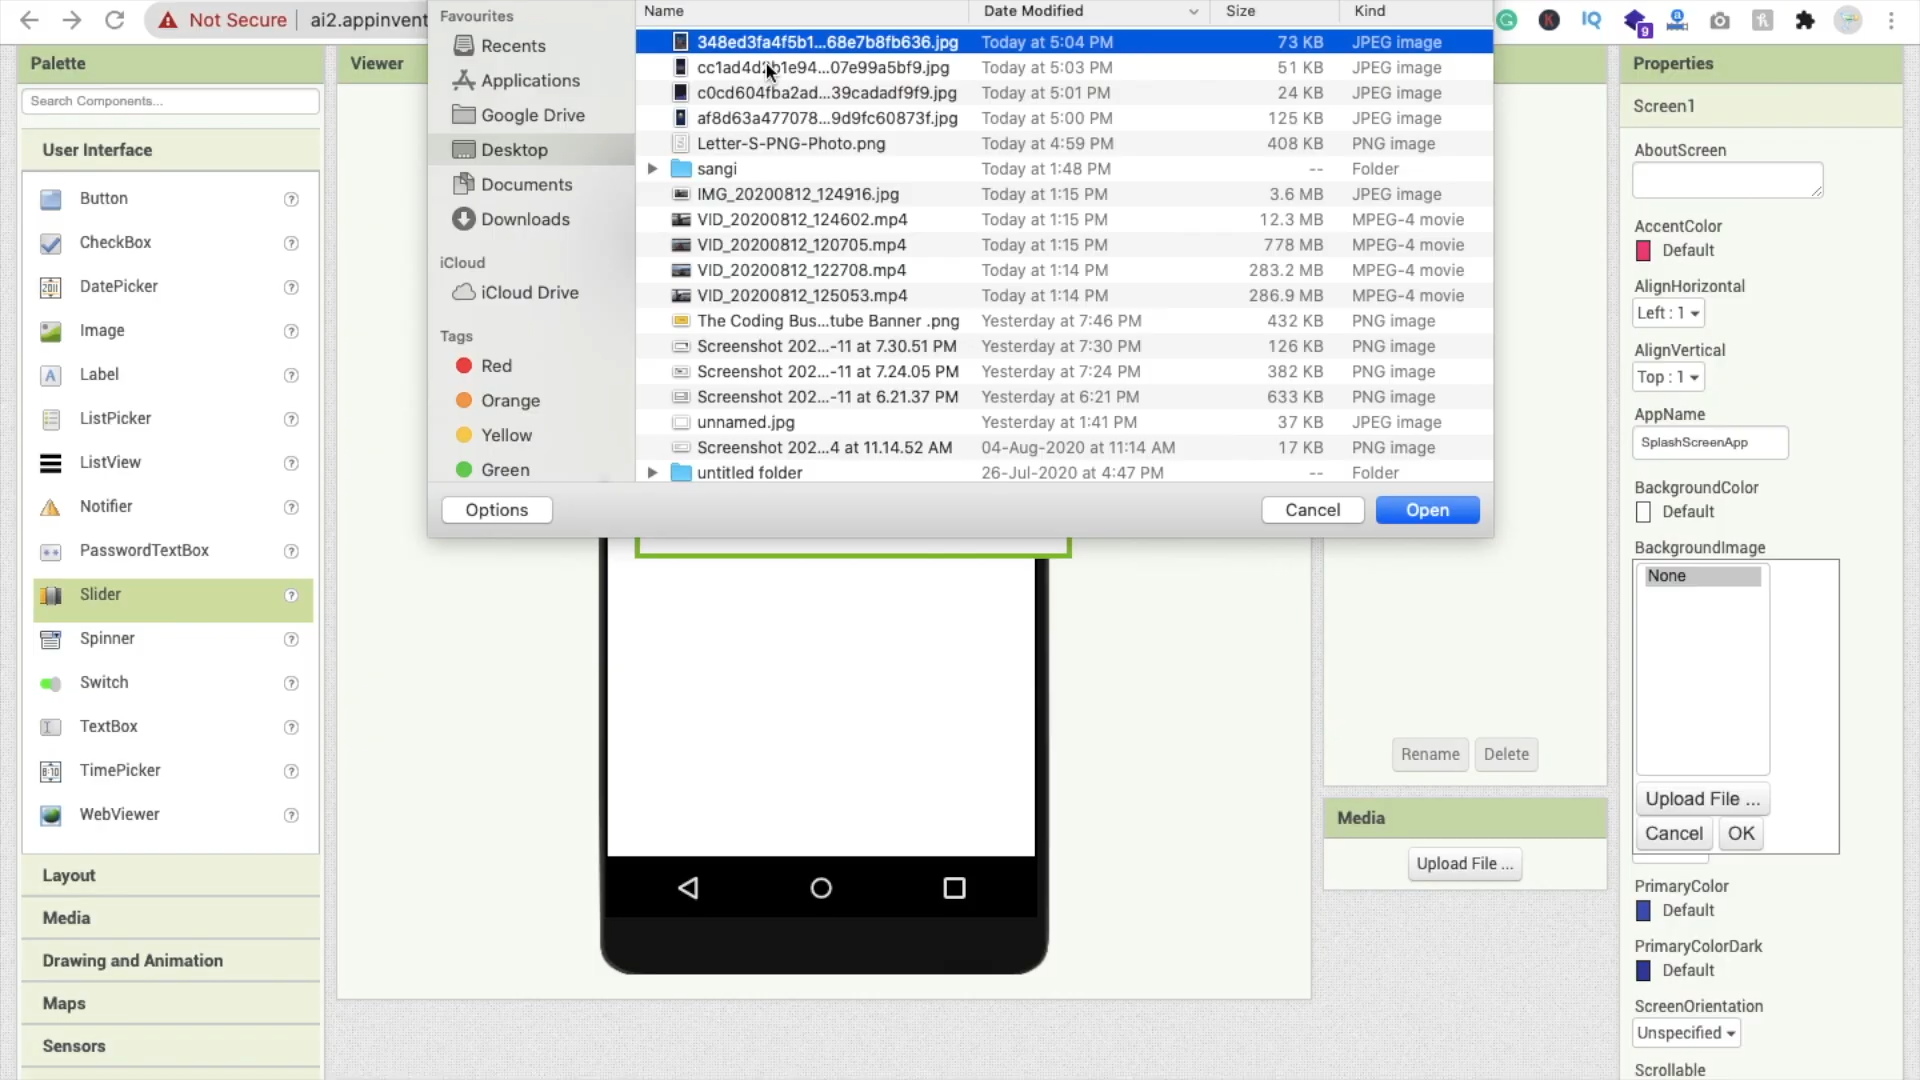 Not Secure
ai2.appinvent
9
Favourites
Recents
Applications
Google Drive
Desktop
Documents
Downloads
iCloud
iCloud Drive
Tags
Red
Orange
Yellow
Green
Name Date Modified Size Kind
348ed3fa4f5b1...68e7b8fb636.jpg Today at 5:04 PM 73 KB JPEG image
Today at 5:03 PM 51 KB JPEG image
c0cd604fba2ad...39cadadf9f9.jpg Today at 5:01 PM 24 KB JPEG image
af8d63a477078...9d9fc60873f.jpg Today at 5:00 PM 125 KB JPEG image
Letter-S-PNG-Photo.png Today at 4:59 PM 408 KB PNG image
sangi Today at 1:48 PM -- Folder
IMG_20200812_124916.jpg Today at 1:15 PM 3.6 MB JPEG image
VID_20200812_124602.mp4 Today at 1:15 PM 12.3 MB MPEG-4 movie
VID_20200812_120705.mp4 Today at 1:15 PM 778 MB MPEG-4 movie
VID_20200812_122708.mp4 Today at 1:14 PM 283.2 MB MPEG-4 movie
VID_20200812_125053.mp4 Today at 1:14 PM 286.9 MB MPEG-4 movie
The Coding Bus...tube Banner .png Yesterday at 7:46 PM 432 KB PNG image
Screenshot 202...-11 at 7.30.51 PM Yesterday at 7:30 PM 126 KB PNG image
Screenshot 202...-11 at 7.24.05 PM Yesterday at 7:24 PM 382 KB PNG image
Screenshot 202...-11 at 6.21.37 PM Yesterday at 6:21 PM 633 KB PNG image
unnamed.jpg Yesterday at 1:41 PM 37 KB JPEG image
Screenshot 202...4 at 11.14.52 AM 04-Aug-2020 at 11:14 AM 17 KB PNG image
untitled folder 26-Jul-2020 at 4:47 PM -- Folder
Options
Cancel
Open
Palette
Search Components...
User Interface
Button
CheckBox
DatePicker
Image
Label
ListPicker
ListView
Notifier
PasswordTextBox
Slider
Spinner
Switch
TextBox
TimePicker
WebViewer
Layout
Media
Drawing and Animation
Maps
Sensors
Viewer
Rename
Delete
Media
Upload File ...
Properties
Screen1
AboutScreen
AccentColor
Default
AlignHorizontal
Left : 1
AlignVertical
Top : 1
AppName
SplashScreenApp
BackgroundColor
Default
BackgroundImage
None
Upload File ...
Cancel
OK
PrimaryColor
Default
PrimaryColorDark
Default
ScreenOrientation
Unspecified
Scrollable